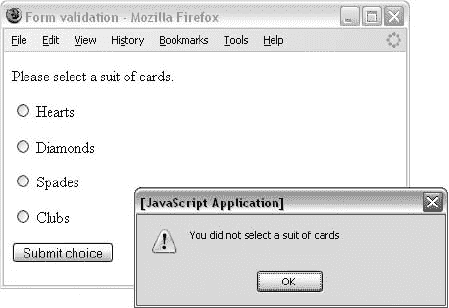 Form validation - Mozilla Firefox
File Edit View History Bookmarks Tools Help
Please select a suit of cards.
Hearts
Diamonds
Spades
Clubs
Submit choice
[JavaScript Application]
You did not select a suit of cards
OK